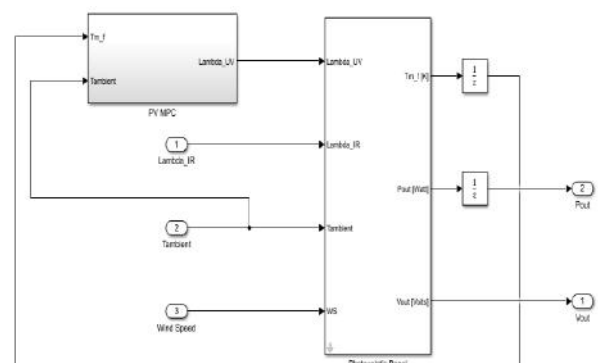 Tm_f
Tambient
Lambda_UV
PV MPC
1
Lambda_IR
2
Tambient
3
Wind Speed
Lambda_UV
Lambda_IR
Tambient
WS
Tm_f [K]
Pout [Watt]
Vout [Volts]
1
z
1
z
2
Pout
1
Vout